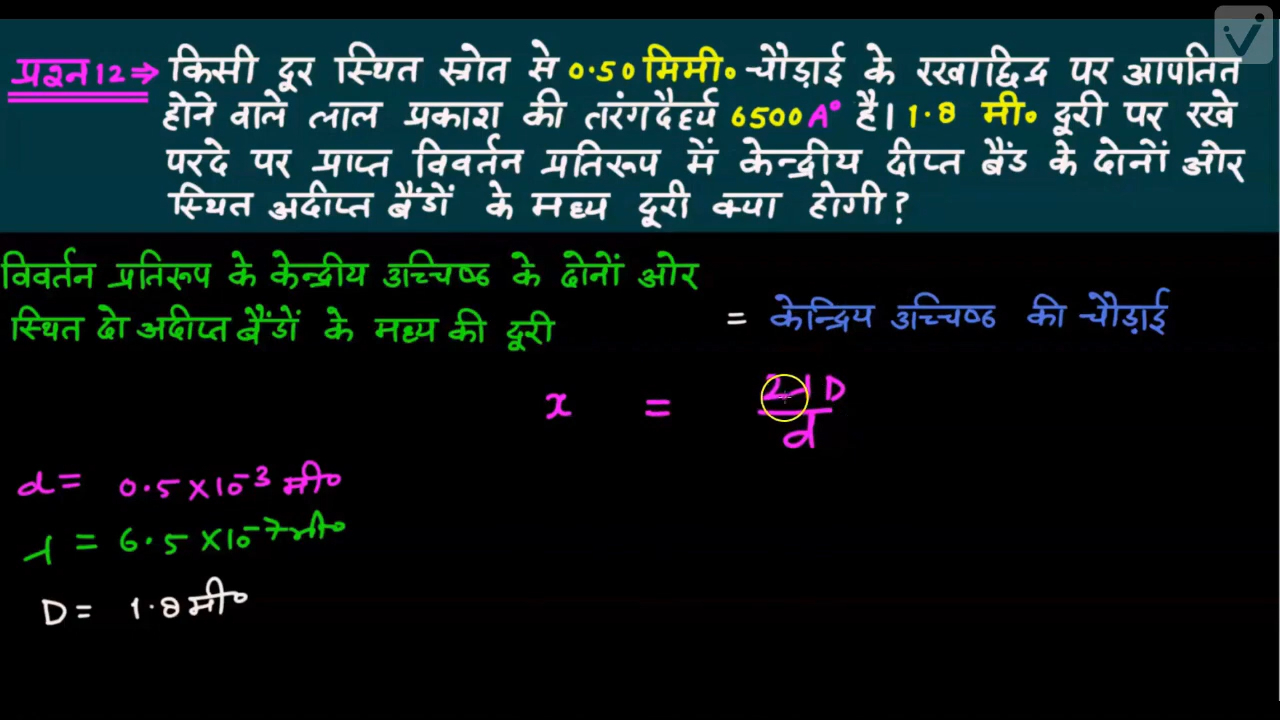 प्रश्न 12⇒ किसी दूर स्थित स्रोत से 0.50 मिमी० चौड़ाई के रेखाछिद्र पर आपतित
होने वाले लाल प्रकाश की तरंगदैर्ध्य 6500 A° है। 1.8 मी० दूरी पर रखे
परदे पर प्राप्त विवर्तन प्रतिरूप में केन्द्रीय दीप्त बैंड के दोनों ओर
स्थित अदीप्त बैंडों के मध्य दूरी क्या होगी?
विवर्तन प्रतिरूप के केन्द्रीय उच्चिष्ठ के दोनों ओर
स्थित दो अदीप्त बैंडों के मध्य की दूरी = केन्द्रिय उच्चिष्ठ की चौड़ाई
x = 2λD/d
d = 0.5×10⁻³ मी०
λ = 6.5×10⁻⁷ मी०
D = 1.8 मी०